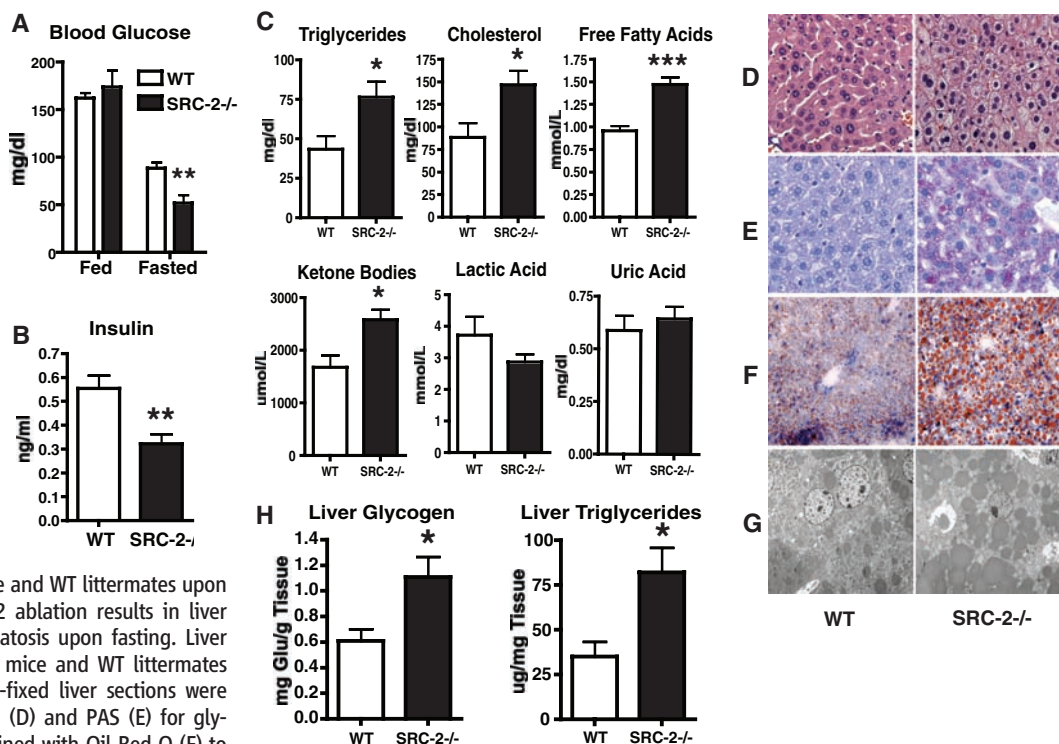 A
Blood Glucose
200
150
100
50
0
mg/dl
WT
SRC-2-/-
**
Fed Fasted
B
Insulin
0.7
0.6
0.5
0.4
0.3
0.2
0.1
0.0
ng/ml
**
WT SRC-2-/
C
Triglycerides
100
75
50
25
0
mg/dl
*
WT SRC-2-/-
Cholesterol
175
150
125
100
75
50
25
0
mg/dl
*
WT SRC-2-/-
Free Fatty Acids
1.75
1.50
1.25
1.00
0.75
0.50
0.25
0.00
mmol/L
***
WT SRC-2-/-
Ketone Bodies
3000
2000
1000
0
umol/L
*
WT SRC-2-/-
Lactic Acid
5
4
3
2
1
0
mmol/L
WT SRC-2-/-
Uric Acid
0.75
0.50
0.25
0.00
mg/dl
WT SRC-2-/-
D
E
F
G
WT SRC-2-/-
H
Liver Glycogen
1.4
1.2
1.0
0.8
0.6
0.4
0.2
0.0
mg Glu/g Tissue
*
WT SRC-2-/-
Liver Triglycerides
100
75
50
25
0
ug/mg Tissue
*
WT SRC-2-/-
e and WT littermates upon
2 ablation results in liver
atosis upon fasting. Liver
mice and WT littermates
-fixed liver sections were
(D) and PAS (E) for gly-
ined with Oil Red O (F) to